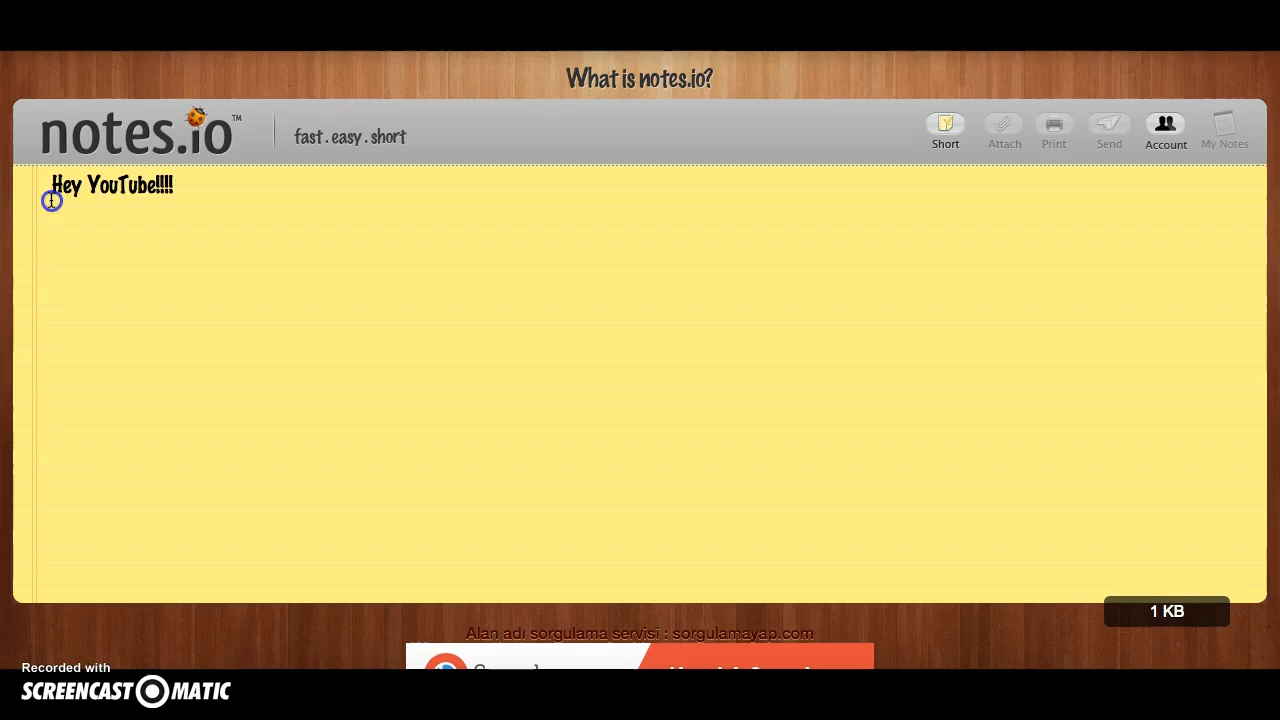 What is notes.io?
notes.io™
fast . easy . short
Short
Attach
Print
Send
Account
My Notes
Hey YouTube!!!!
1 KB
Alan adı sorgulama servisi : sorgulamayap.com
Recorded with
SCREENCAST MATIC